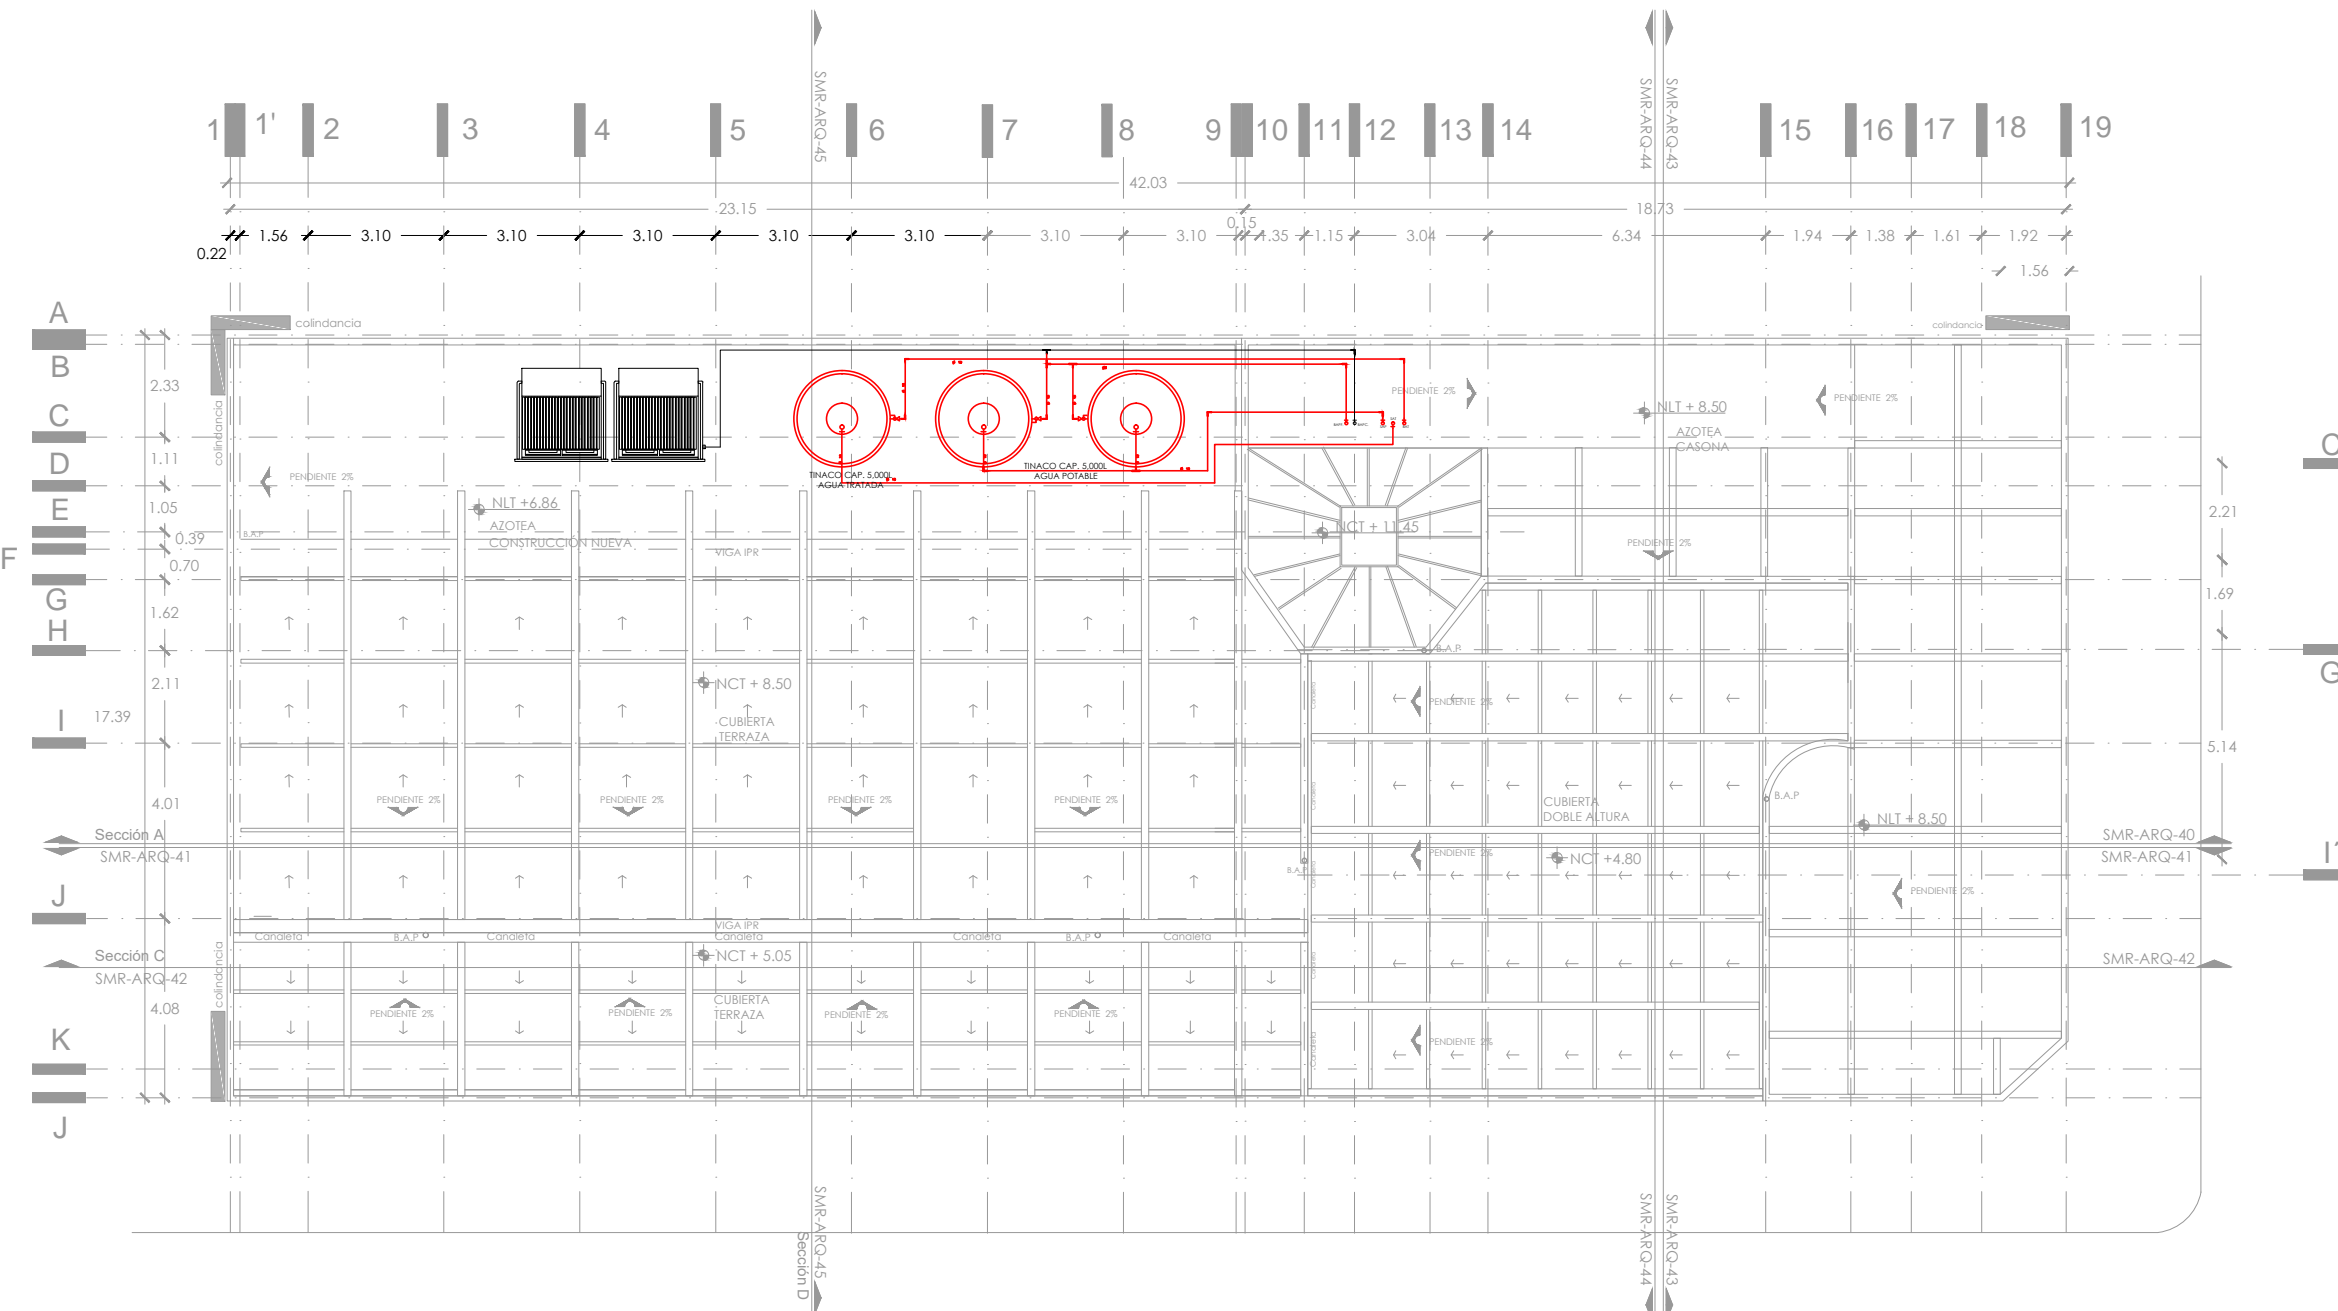 SMR-ARQ-45
SMR-ARQ-44
SMR-ARQ-43
1
1'
2
3
4
5
6
7
8
9
10
11
12
13
14
15
16
17
18
19
42.03
23.15
18.73
0.15
0.22
1.56
3.10
3.10
3.10
3.10
3.10
3.10
3.10
1.35
1.15
3.04
6.34
1.94
1.38
1.61
1.92
1.56
A
B
C
D
E
F
G
H
I
J
K
J
2.33
1.11
1.05
0.39
0.70
1.62
2.11
17.39
4.01
4.08
colindancia
colindancia
colindancia
colindancia
PENDIENTE 2%
PENDIENTE 2%
PENDIENTE 2%
NLT + 8.50
AZOTEA
CASONA
TINACO CAP. 5,000L
AGUA TRATADA
TINACO CAP. 5,000L
AGUA POTABLE
NLT +6.86
AZOTEA
CONSTRUCCIÓN NUEVA
B.A.P
VIGA IPR
NCT + 11.45
PENDIENTE 2%
B.A.P
NCT + 8.50
CUBIERTA
TERRAZA
PENDIENTE 2%
PENDIENTE 2%
PENDIENTE 2%
PENDIENTE 2%
PENDIENTE 2%
Canaleta
Canaleta
CUBIERTA
DOBLE ALTURA
B.A.P
NLT + 8.50
Sección A
SMR-ARQ-41
SMR-ARQ-40
SMR-ARQ-41
PENDIENTE 2%
NCT +4.80
B.A.P
Canaleta
PENDIENTE 2%
VIGA IPR
Canaleta
B.A.P
Canaleta
Canaleta
Canaleta
B.A.P
Canaleta
Sección C
SMR-ARQ-42
NCT + 5.05
Canaleta
SMR-ARQ-42
CUBIERTA
TERRAZA
PENDIENTE 2%
PENDIENTE 2%
PENDIENTE 2%
PENDIENTE 2%
Canaleta
PENDIENTE 2%
2.21
1.69
5.14
C
G
I'
SMR-ARQ-45
Sección D
SMR-ARQ-44
SMR-ARQ-43